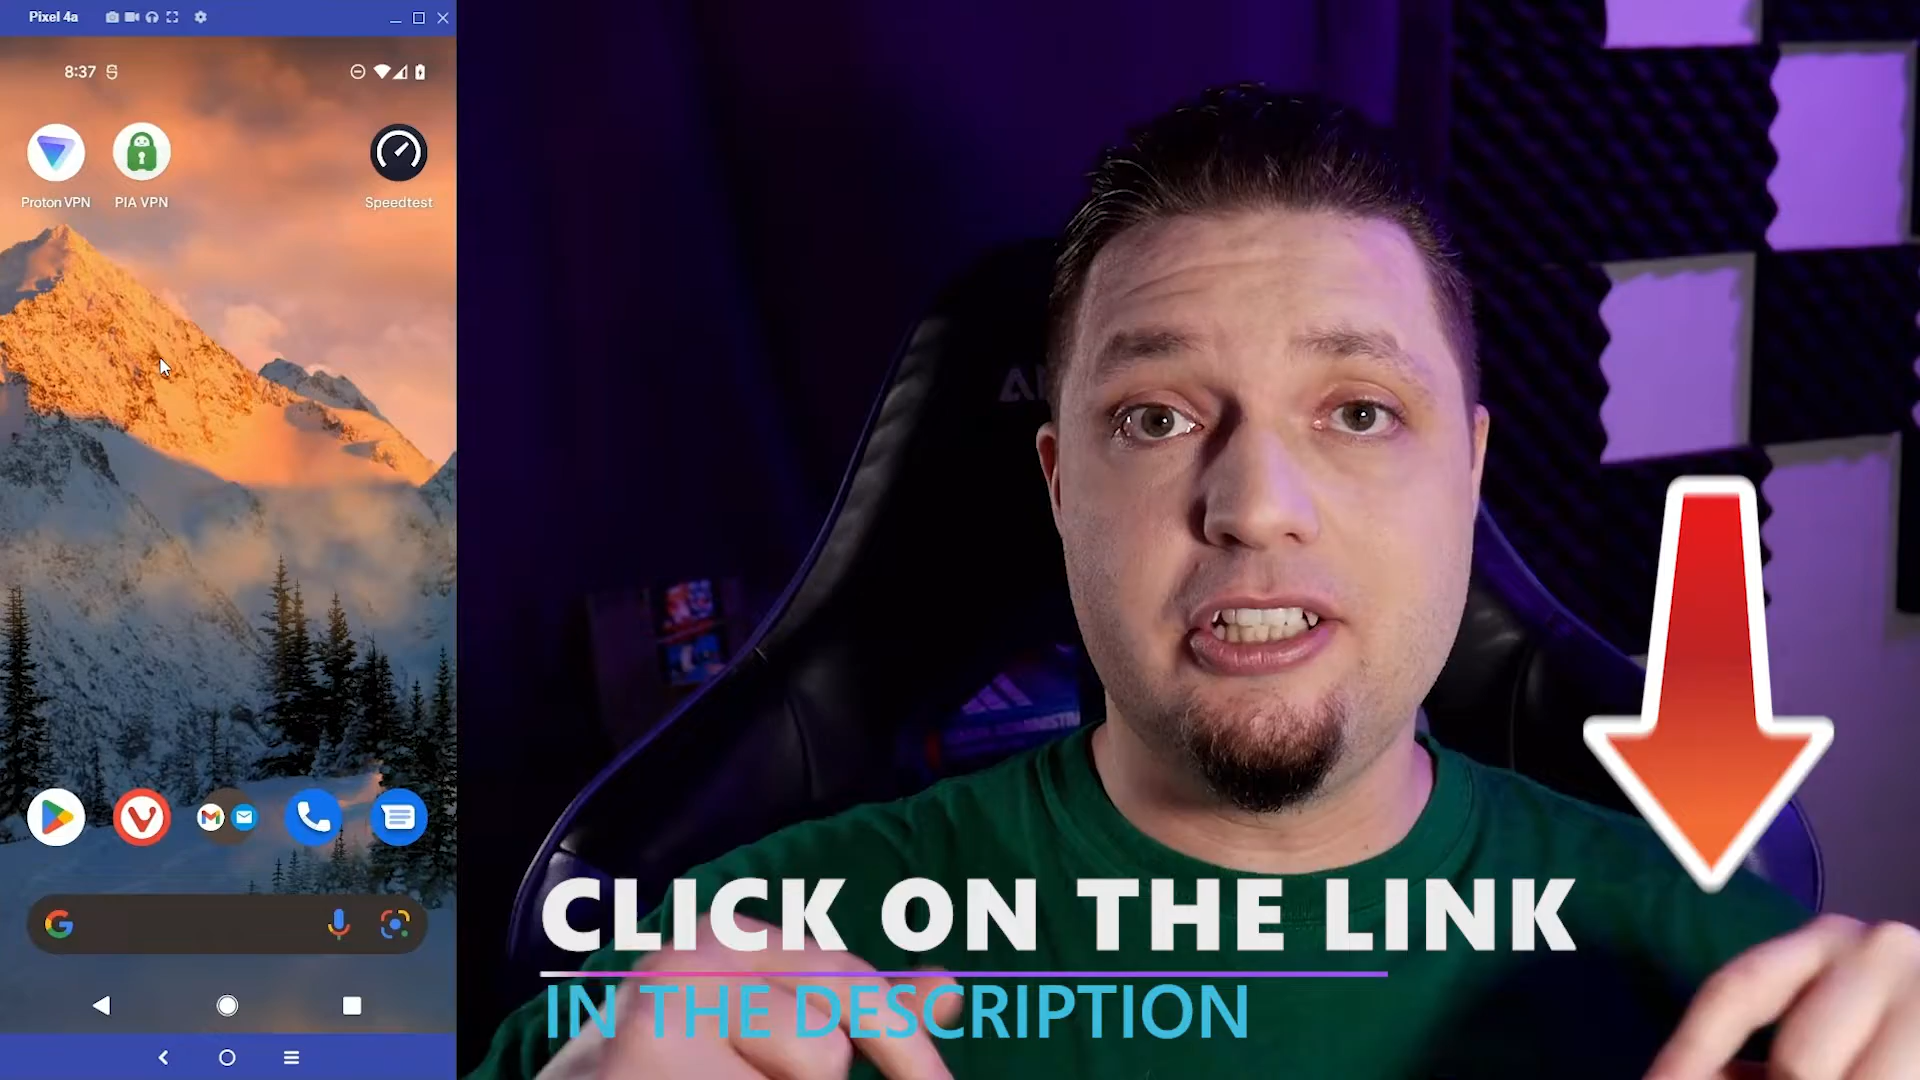 Pixel 4a
8:37
Proton VPN
PIA VPN
Speedtest
CLICK ON THE LINK
IN THE DESCRIPTION